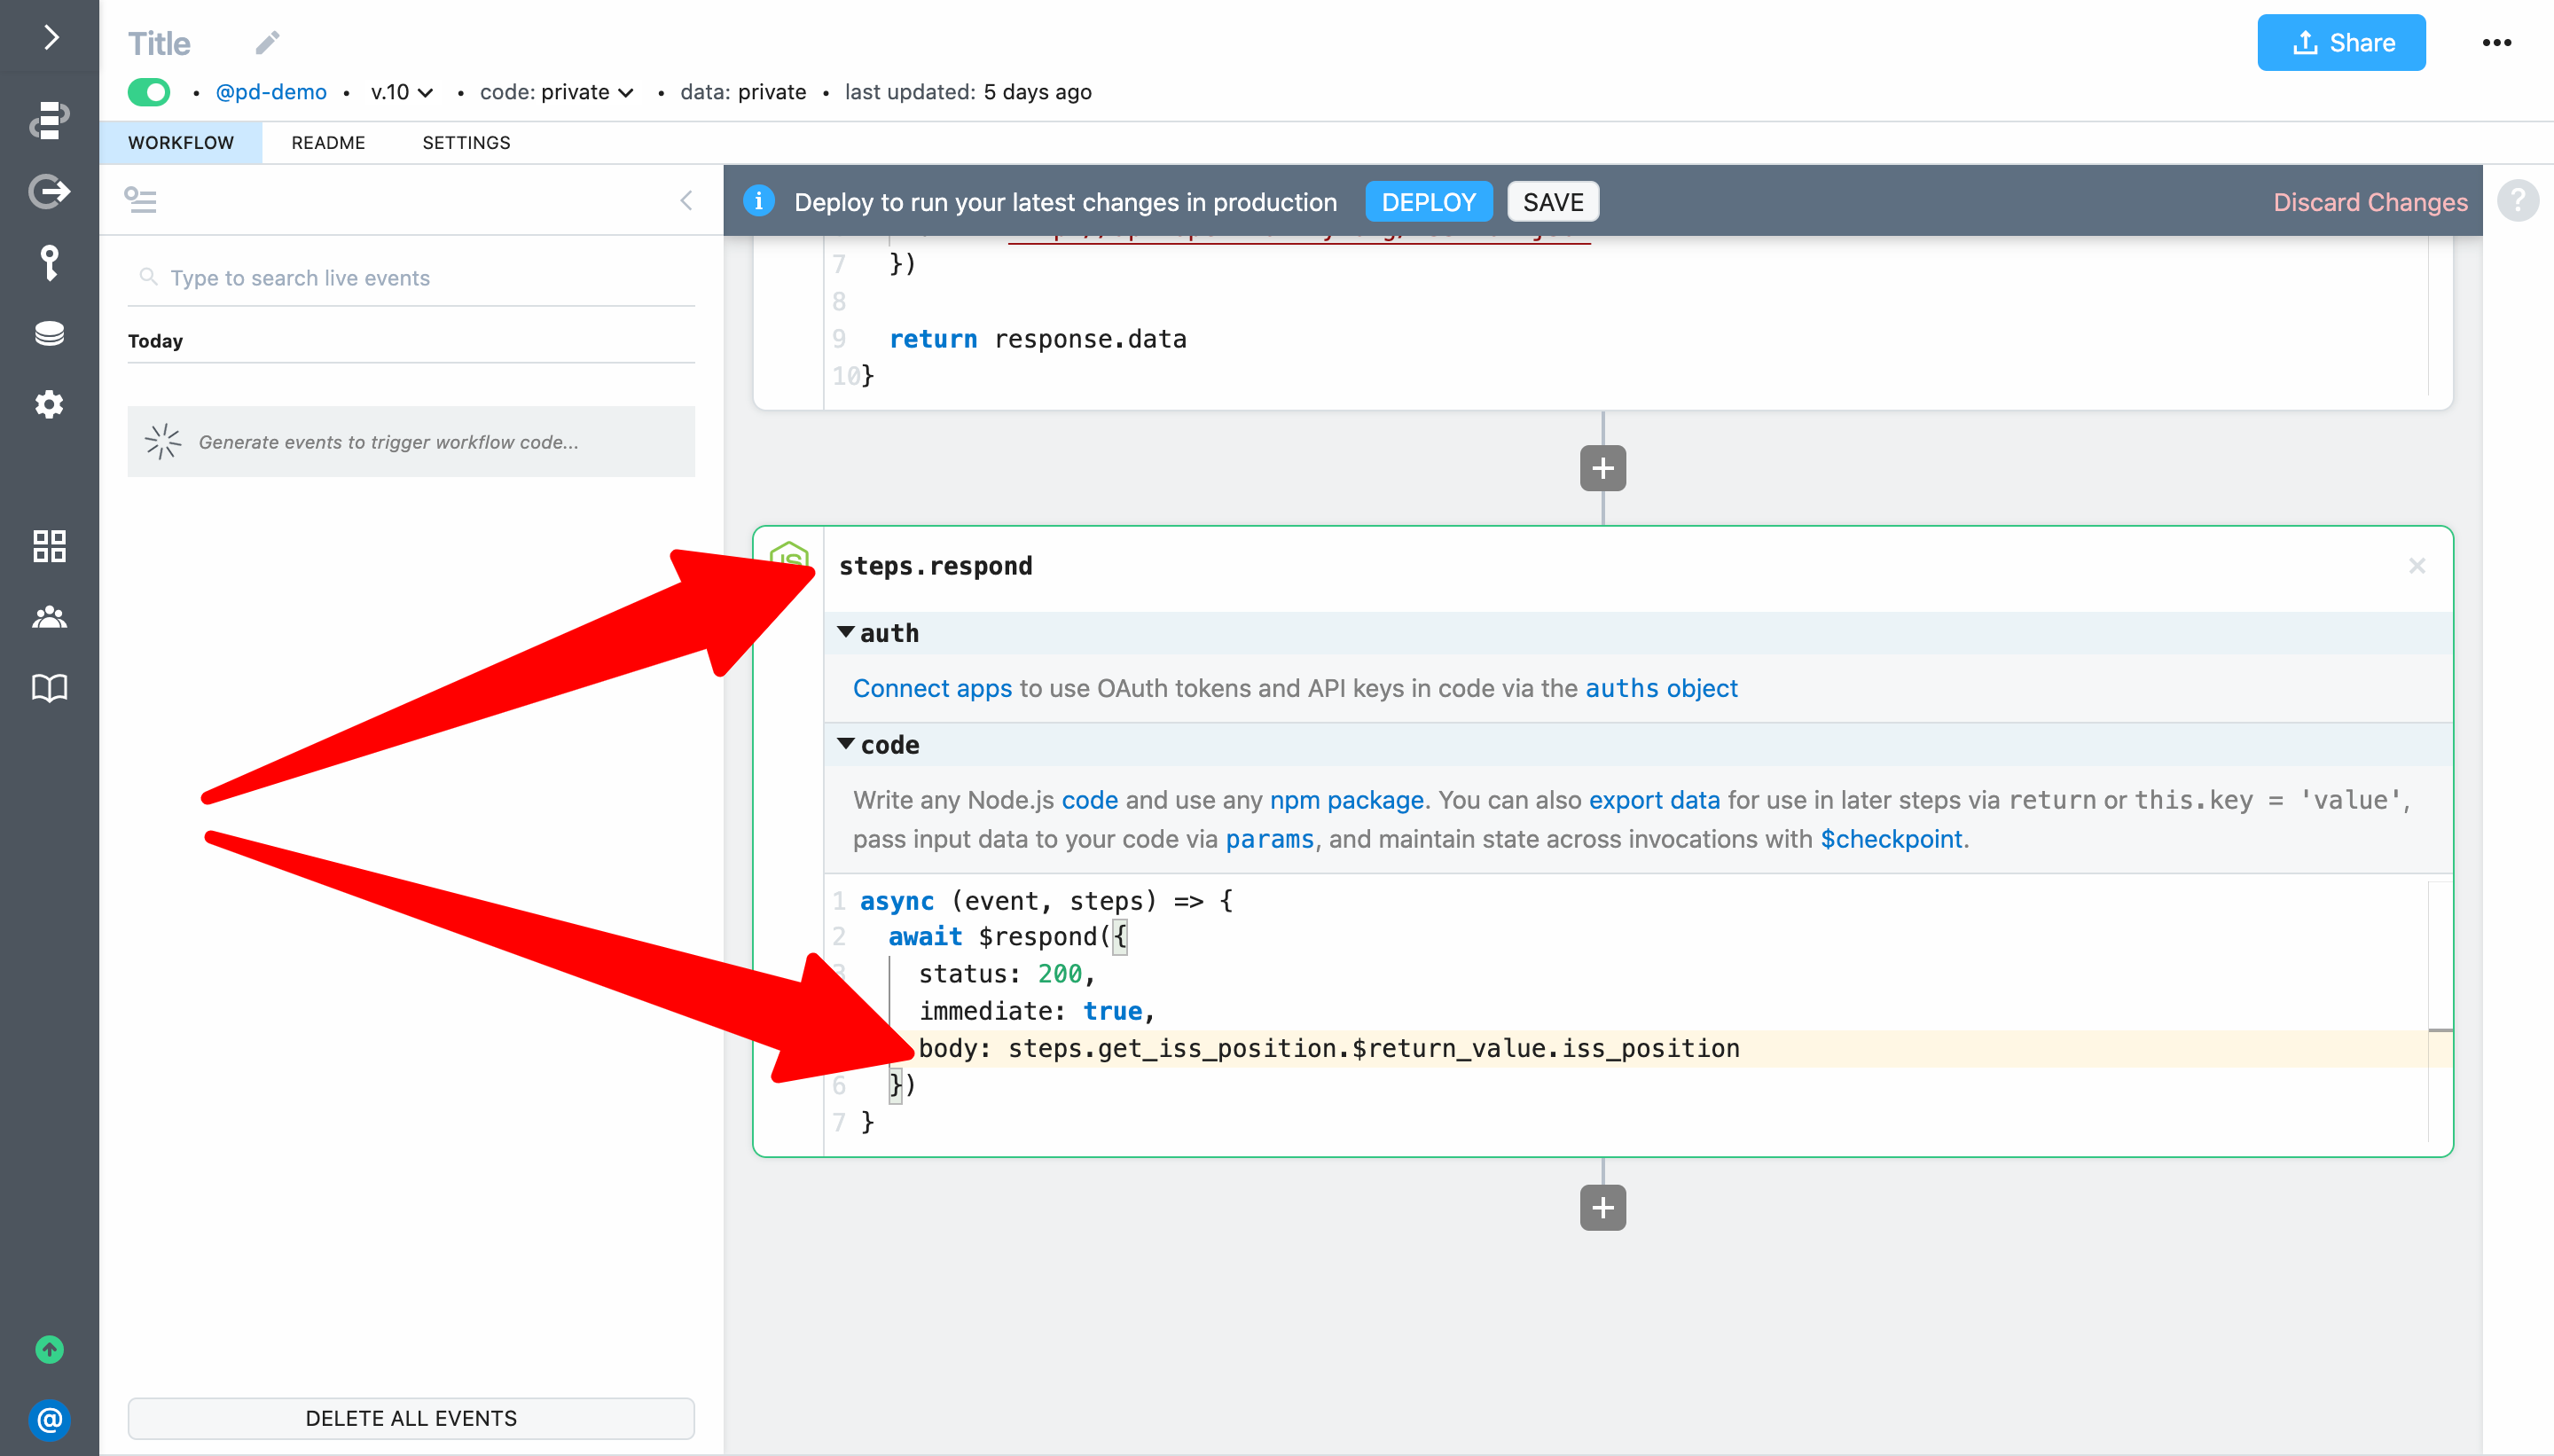 Title
Share
@pd-demo • v.10 • code: private • data: private • last updated: 5 days ago
WORKFLOW README SETTINGS
Deploy to run your latest changes in production DEPLOY SAVE Discard Changes
?
Type to search live events
Today
Generate events to trigger workflow code...
DELETE ALL EVENTS
@
7 })
8
9 return response.data
10 }
steps.respond
auth
Connect apps to use OAuth tokens and API keys in code via the auths object
code
Write any Node.js code and use any npm package. You can also export data for use in later steps via return or this.key = 'value',
pass input data to your code via params, and maintain state across invocations with $checkpoint.
1 async (event, steps) => {
2 await $respond({
status: 200,
immediate: true,
body: steps.get_iss_position.$return_value.iss_position
6 })
7 }